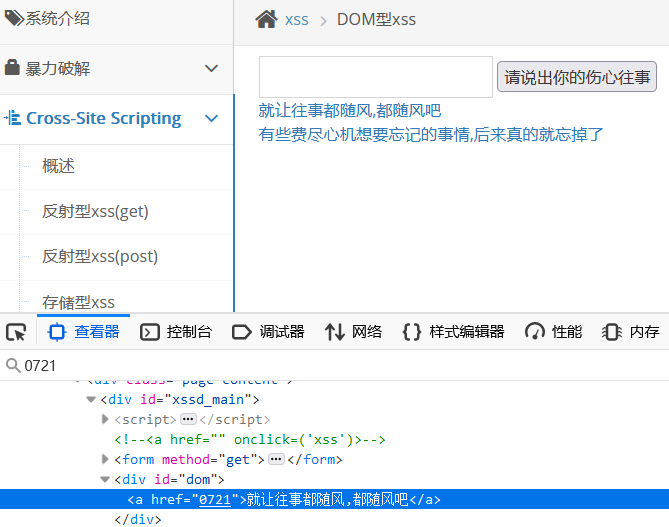 系统介绍
xss > DOM型xss
暴力破解
请说出你的伤心往事
就让往事都随风,都随风吧
有些费尽心机想要忘记的事情,后来真的就忘掉了
Cross-Site Scripting
概述
反射型xss(get)
反射型xss(post)
存储型xss
查看器 控制台 调试器 网络 样式编辑器 性能 内存
0721
<div class="page-content">
<div id="xssd_main">
<script>…</script>
<!--<a href="" onclick=('xss')>-->
<form method="get">…</form>
<div id="dom">
<a href="0721">就让往事都随风,都随风吧</a>
</div>